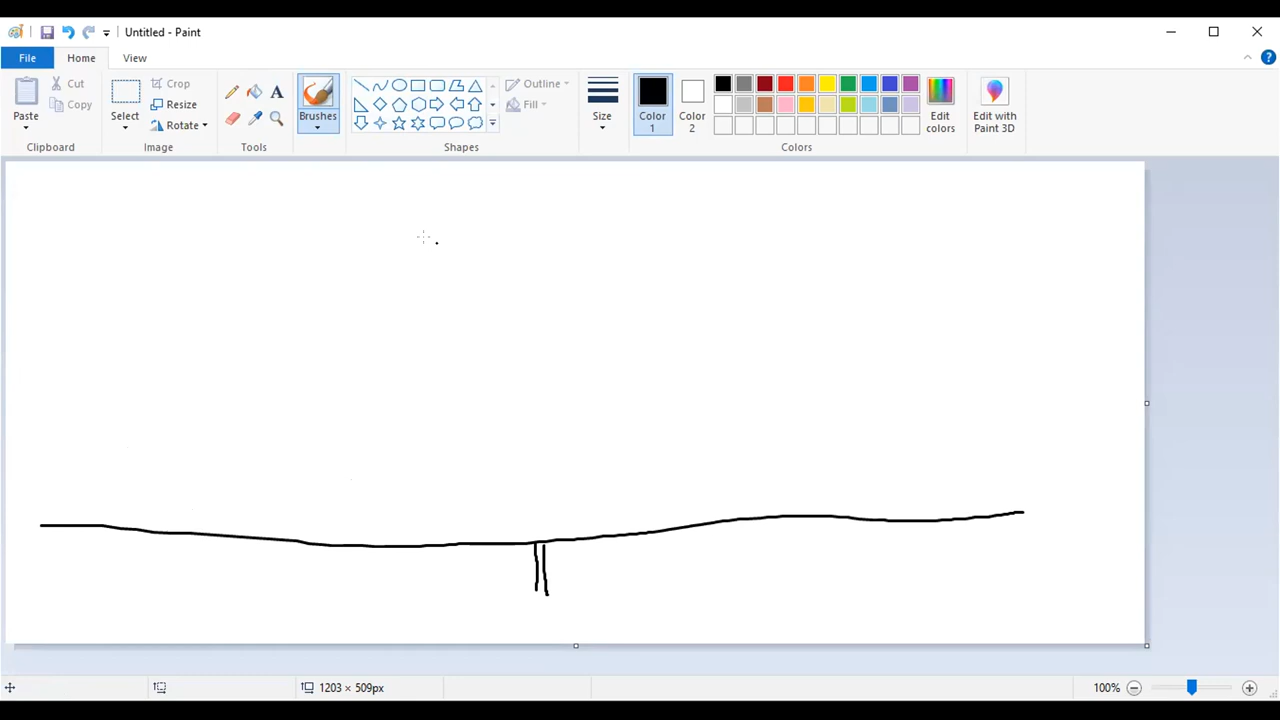 Untitled - Paint
File Home View
Cut
Copy
Paste
Clipboard
Crop
Resize
Rotate
Select
Image
Tools
Brushes
Outline
Fill
Shapes
Size
Color 1
Color 2
Edit colors
Colors
Edit with Paint 3D
1203 × 509px
100%